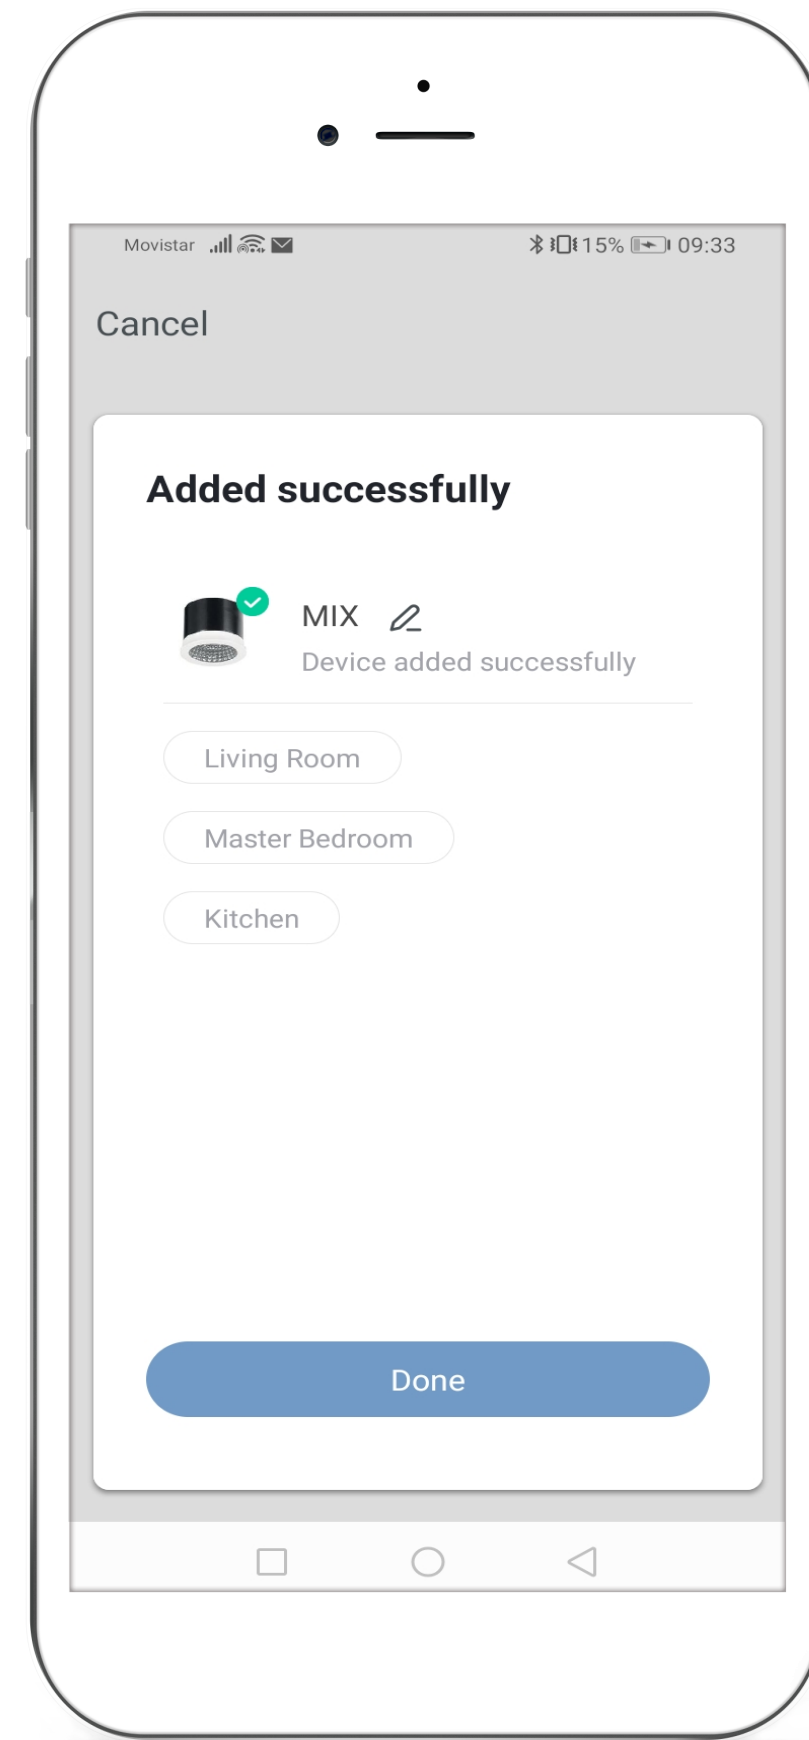 Movistar 15% 09:33
Cancel
Added successfully
MIX
Device added successfully
Living Room
Master Bedroom
Kitchen
Done